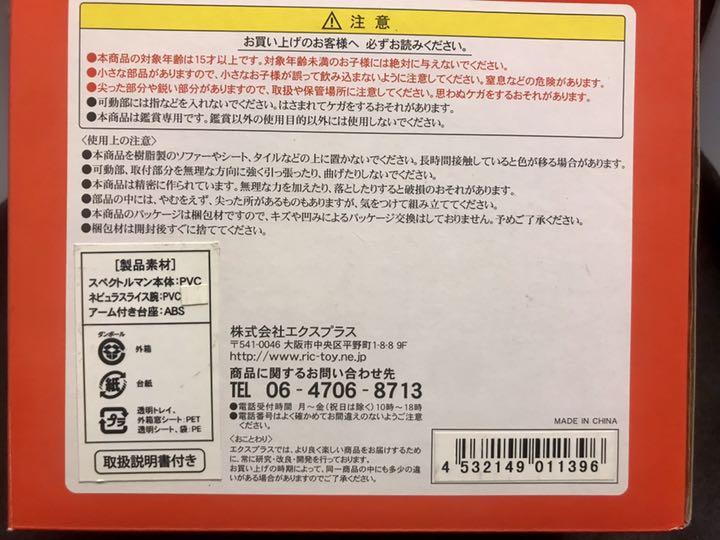 ⚠ 注意
お買い上げのお客様へ 必ずお読みください。
●本商品の対象年齢は15才以上です。対象年齢未満のお子様には絶対に与えないでください。
●小さな部品がありますので、小さなお子様が誤って飲み込まないように注意してください。窒息などの危険があります。
●尖った部分や鋭い部分がありますので、取扱や保管場所に注意してください。思わぬケガをするおそれがあります。
●可動部には指などを入れないでください。はさまれてケガをするおそれがあります。
●本商品は鑑賞専用です。鑑賞以外の使用目的以外には使用しないでください。
〈使用上の注意〉
●本商品を樹脂製のソファーやシート、タイルなどの上に置かないでください。長時間接触していると色が移る場合があります。
●可動部、取付部分を無理な方向に強く引っ張ったり、曲げたりしないでください。
●本商品は精密に作られています。無理な力を加えたり、落としたりすると破損のおそれがあります。
●部品の中には、やむをえず、尖った所があるものもありますが、気をつけて組み立ててください。
●本商品のパッケージは梱包材ですので、キズや凹みによるパッケージ交換はしておりません。予めご了承ください。
●梱包材は開封後すぐに捨ててください。
［製品素材］
スペクトルマン本体:PVC
ネビュラスライス腕:PVC
アーム付き台座:ABS
ダンボール
外箱
紙
台紙
プラ
透明トレイ、
外箱窓シート:PET
透明シート、袋:PE
取扱説明書付き
株式会社エクスプラス
〒541-0046 大阪市中央区平野町1-8-8 9F
http://www.ric-toy.ne.jp
商品に関するお問い合わせ先
TEL 06-4706-8713
●電話受付時間 月～金(祝日は除く)10時～18時
●電話番号はよく確かめてお間違えのないようご注意
ください。
〈おことわり〉
エクスプラスでは、より良く楽しい商品をお届けするため
に、常に研究・改良・開発を行っております。
お買い上げの時期によって、同一商品の中にも多少の違
いがある場合がありますのでご了承ください。
MADE IN CHINA
4 532149 011396